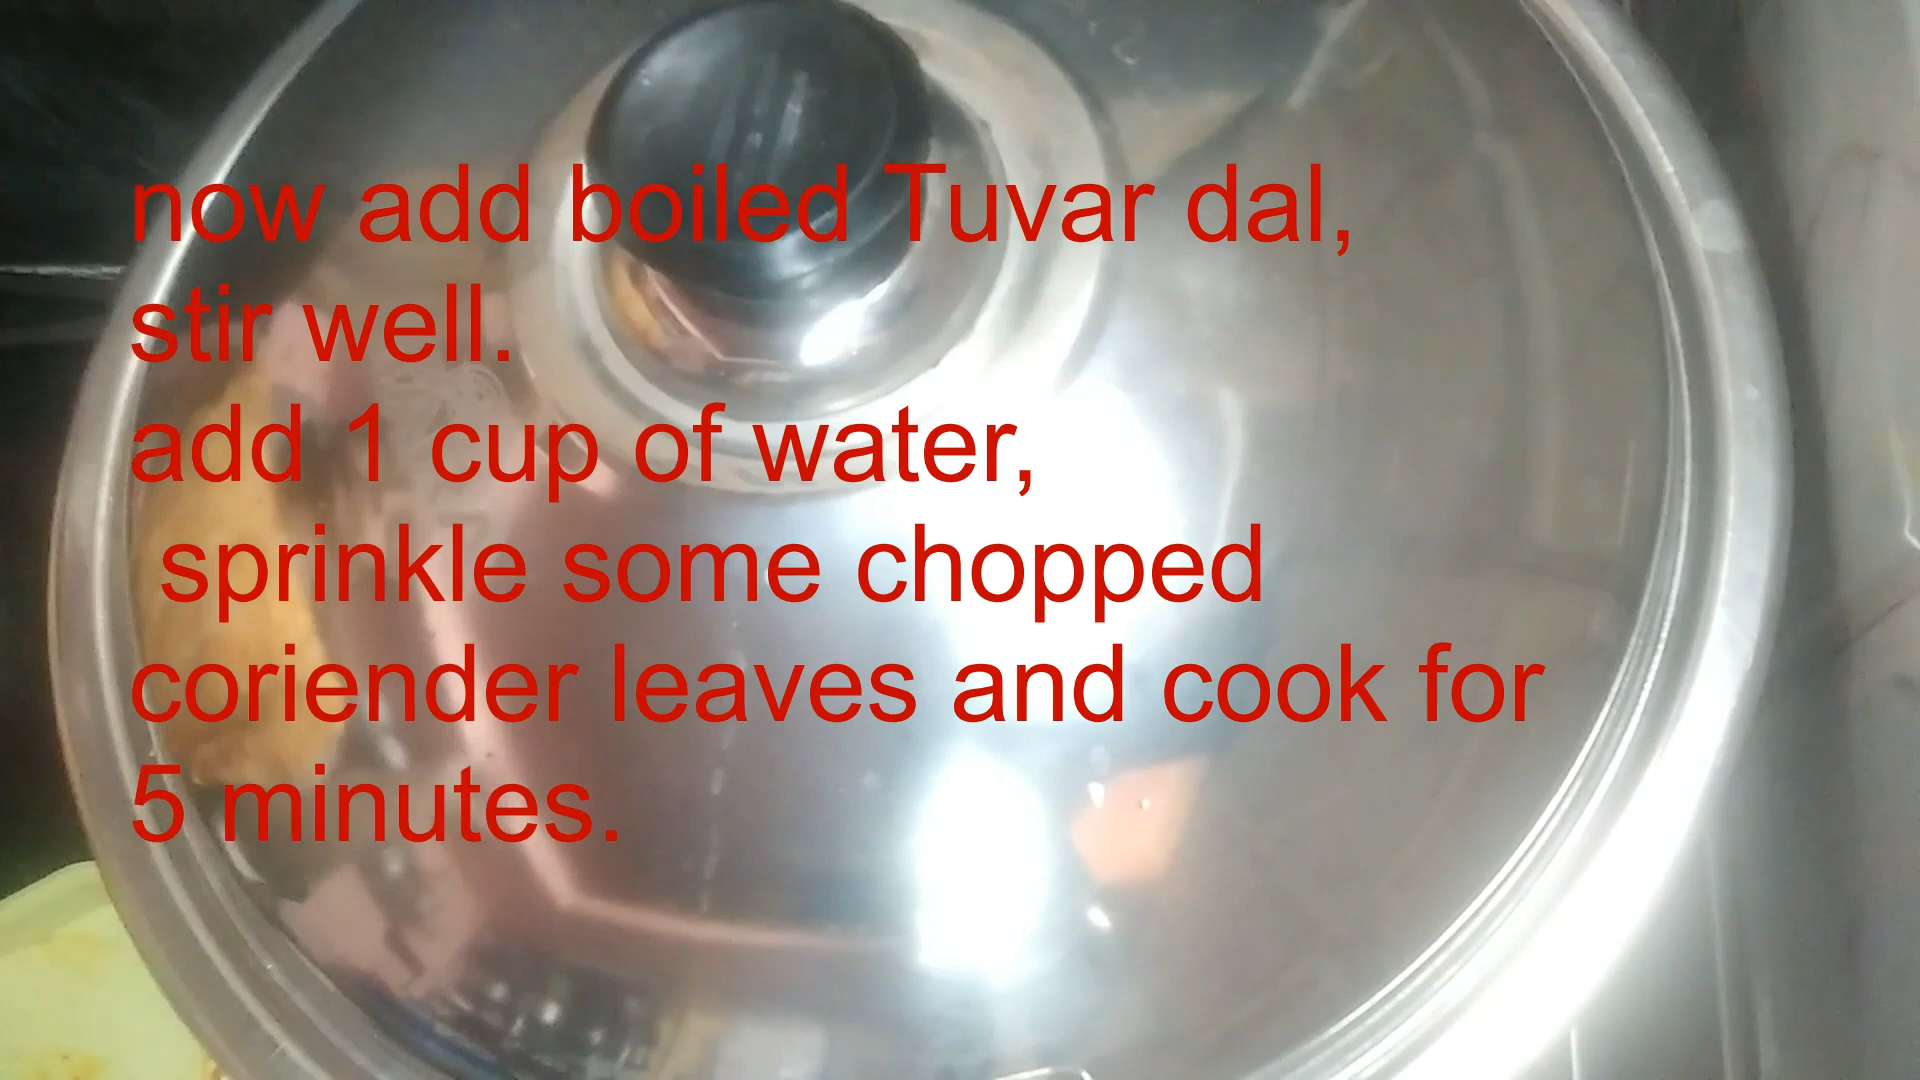 now add boiled Tuvar dal,
stir well.
add 1 cup of water,
sprinkle some chopped
coriender leaves and cook for
5 minutes.